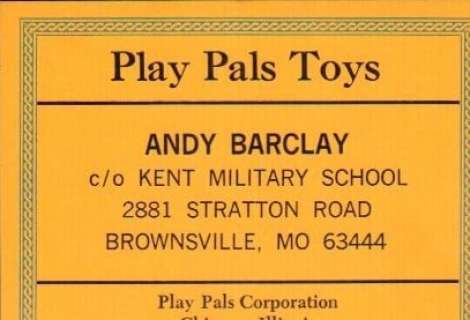 Play Pals Toys
ANDY BARCLAY
c/o KENT MILITARY SCHOOL
2881 STRATTON ROAD
BROWNSVILLE, MO 63444
Play Pals Corporation